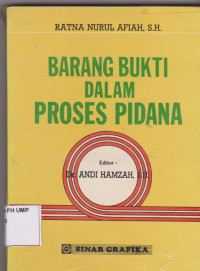 RATNA NURUL AFIAH, S.H.
BARANG BUKTI
DALAM
PROSES PIDANA
Editor -
Dr. ANDI HAMZAH, S.H.
FH UMP
SINAR GRAFIKA